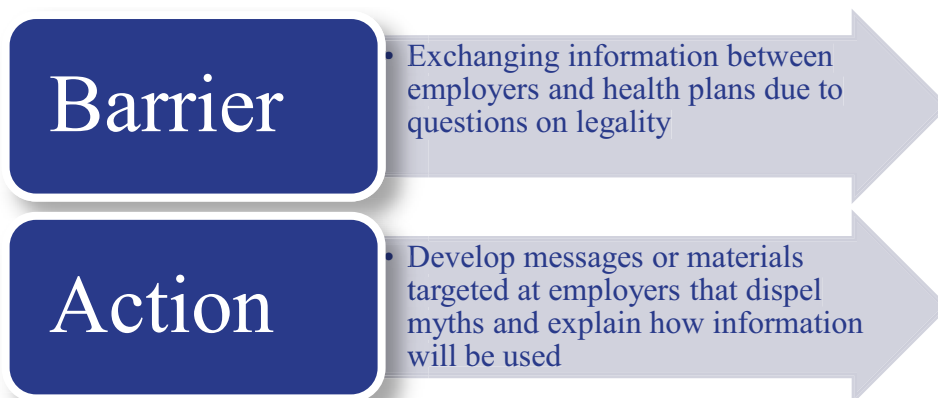 Barrier
• Exchanging information between
employers and health plans due to
questions on legality
Action
• Develop messages or materials
targeted at employers that dispel
myths and explain how information
will be used